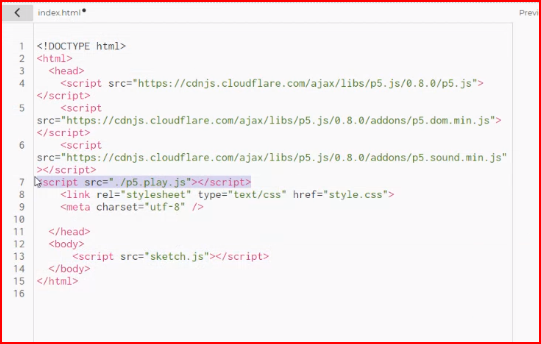 index.html
Previ
1 <!DOCTYPE html>
2 <html>
3 <head>
4 <script src="https://cdnjs.cloudflare.com/ajax/libs/p5.js/0.8.0/p5.js">
</script>
5 <script
src="https://cdnjs.cloudflare.com/ajax/libs/p5.js/0.8.0/addons/p5.dom.min.js">
</script>
6 <script
src="https://cdnjs.cloudflare.com/ajax/libs/p5.js/0.8.0/addons/p5.sound.min.js"
></script>
7 <script src="./p5.play.js"></script>
8 <link rel="stylesheet" type="text/css" href="style.css">
9 <meta charset="utf-8" />
10
11 </head>
12 <body>
13 <script src="sketch.js"></script>
14 </body>
15 </html>
16